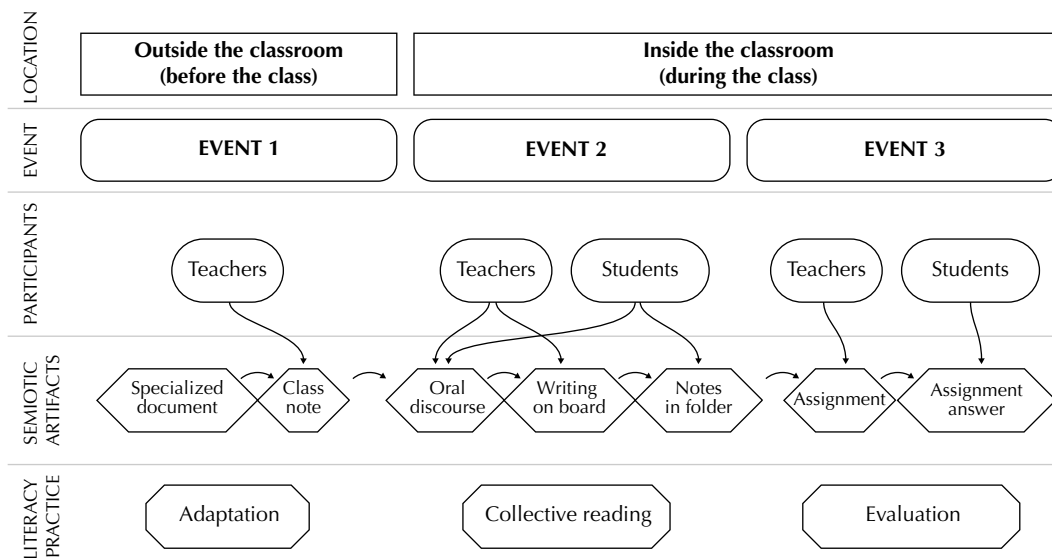 LOCATION
Outside the classroom
(before the class)
Inside the classroom
(during the class)
EVENT
EVENT 1
EVENT 2
EVENT 3
PARTICIPANTS
Teachers
Teachers
Students
Teachers
Students
SEMIOTIC
ARTIFACTS
Specialized
document
Class
note
Oral
discourse
Writing
on board
Notes
in folder
Assignment
Assignment
answer
LITERACY
PRACTICE
Adaptation
Collective reading
Evaluation